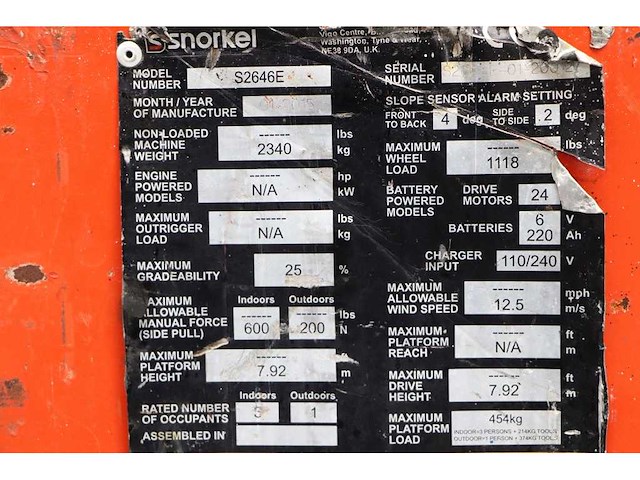 snorkel
Vigo Centre,
Washington, Tyne & Wear,
NE38 9DA, U.K.
MODEL NUMBER S2646E
MONTH / YEAR OF MANUFACTURE
NON-LOADED MACHINE WEIGHT ------ lbs
2340 kg
ENGINE POWERED MODELS ------ hp
N/A kW
MAXIMUM OUTRIGGER LOAD ------ lbs
N/A kg
MAXIMUM GRADEABILITY 25 %
MAXIMUM ALLOWABLE MANUAL FORCE (SIDE PULL)
Indoors Outdoors
------ ------ lbs
600 200 N
MAXIMUM PLATFORM HEIGHT ------
7.92 m
Indoors Outdoors
RATED NUMBER OF OCCUPANTS 3 1
ASSEMBLED IN
SERIAL NUMBER
SLOPE SENSOR ALARM SETTING
FRONT TO BACK 4 deg SIDE TO SIDE 2 deg
MAXIMUM WHEEL LOAD ------ lbs
1118
BATTERY POWERED MODELS
DRIVE MOTORS 24
BATTERIES 6 V
220 Ah
CHARGER INPUT 110/240 V
MAXIMUM ALLOWABLE WIND SPEED ------ mph
12.5 m/s
MAXIMUM PLATFORM REACH ------ ft
N/A m
MAXIMUM DRIVE HEIGHT ------ ft
7.92 m
MAXIMUM PLATFORM LOAD 454kg
INDOOR=3 PERSONS + 214KG TOOLS
OUTDOOR=1 PERSON + 374KG TOOLS